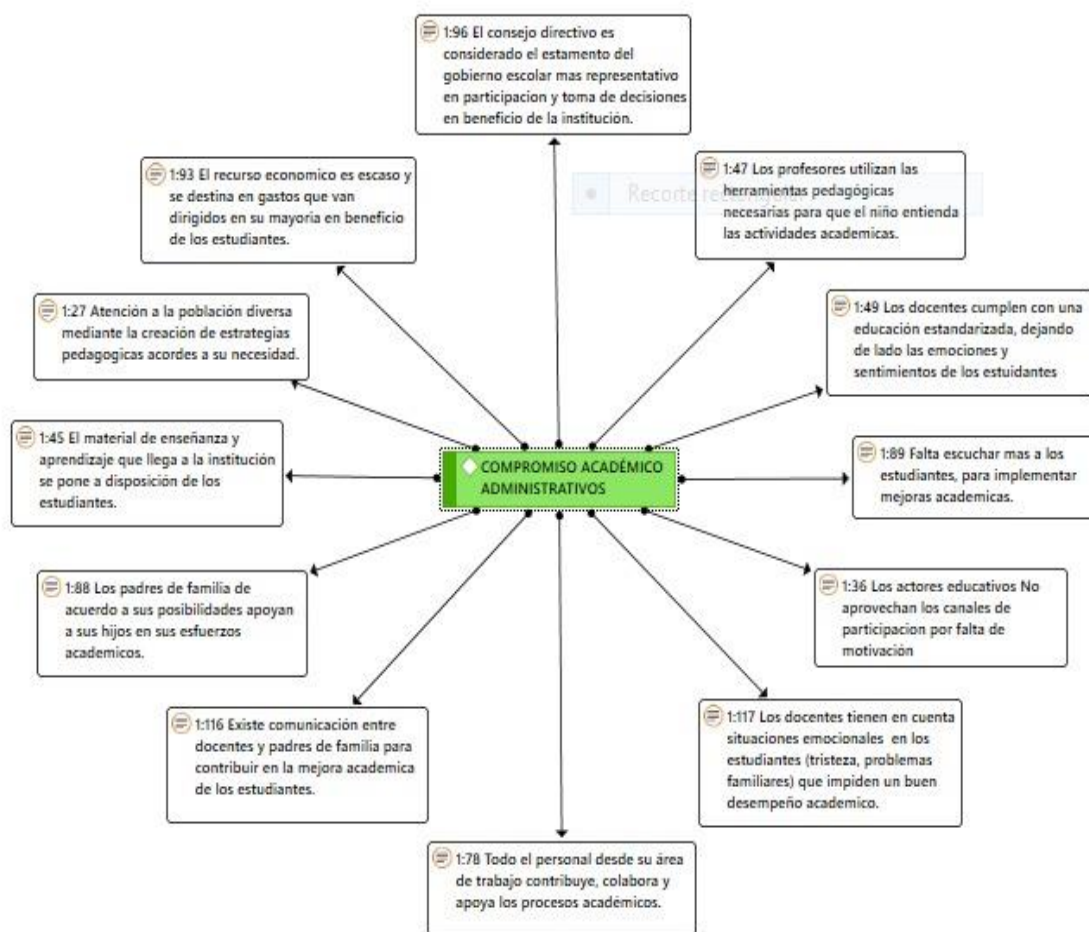 1:96 El consejo directivo es
considerado el estamento del
gobierno escolar mas representativo
en participacion y toma de decisiones
en beneficio de la institución.
1:93 El recurso economico es escaso y
se destina en gastos que van
dirigidos en su mayoria en beneficio
de los estudiantes.
1:47 Los profesores utilizan las
herramientas pedagógicas
necesarias para que el niño entienda
las actividades academicas.
Recorte rectangular
1:27 Atención a la población diversa
mediante la creación de estrategias
pedagogicas acordes a su necesidad.
1:49 Los docentes cumplen con una
educación estandarizada, dejando
de lado las emociones y
sentimientos de los estuidantes
1:45 El material de enseñanza y
aprendizaje que llega a la institución
se pone a disposición de los
estudiantes.
COMPROMISO ACADÉMICO
ADMINISTRATIVOS
1:89 Falta escuchar mas a los
estudiantes, para implementar
mejoras academicas.
1:88 Los padres de familia de
acuerdo a sus posibilidades apoyan
a sus hijos en sus esfuerzos
academicos.
1:36 Los actores educativos No
aprovechan los canales de
participacion por falta de
motivación
1:116 Existe comunicación entre
docentes y padres de familia para
contribuir en la mejora academica
de los estudiantes.
1:117 Los docentes tienen en cuenta
situaciones emocionales en los
estudiantes (tristeza, problemas
familiares) que impiden un buen
desempeño academico.
1:78 Todo el personal desde su área
de trabajo contribuye, colabora y
apoya los procesos académicos.